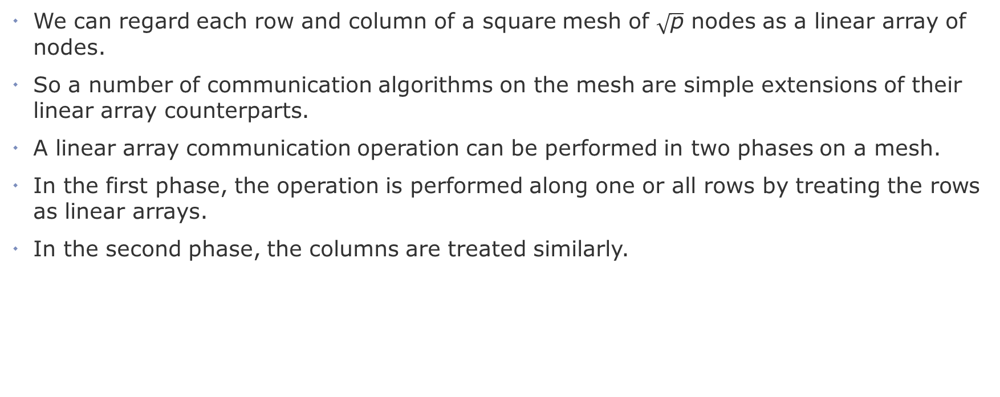 We can regard each row and column of a square mesh of √p nodes as a linear array of
nodes.
So a number of communication algorithms on the mesh are simple extensions of their
linear array counterparts.
A linear array communication operation can be performed in two phases on a mesh.
In the first phase, the operation is performed along one or all rows by treating the rows
as linear arrays.
In the second phase, the columns are treated similarly.